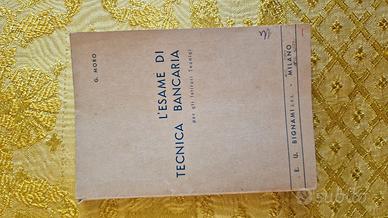 G. MORO
L'ESAME DI
TECNICA BANCARIA
per gli Istituti Tecnici
E. U. BIGNAMI s.r.l. - MILANO
subito